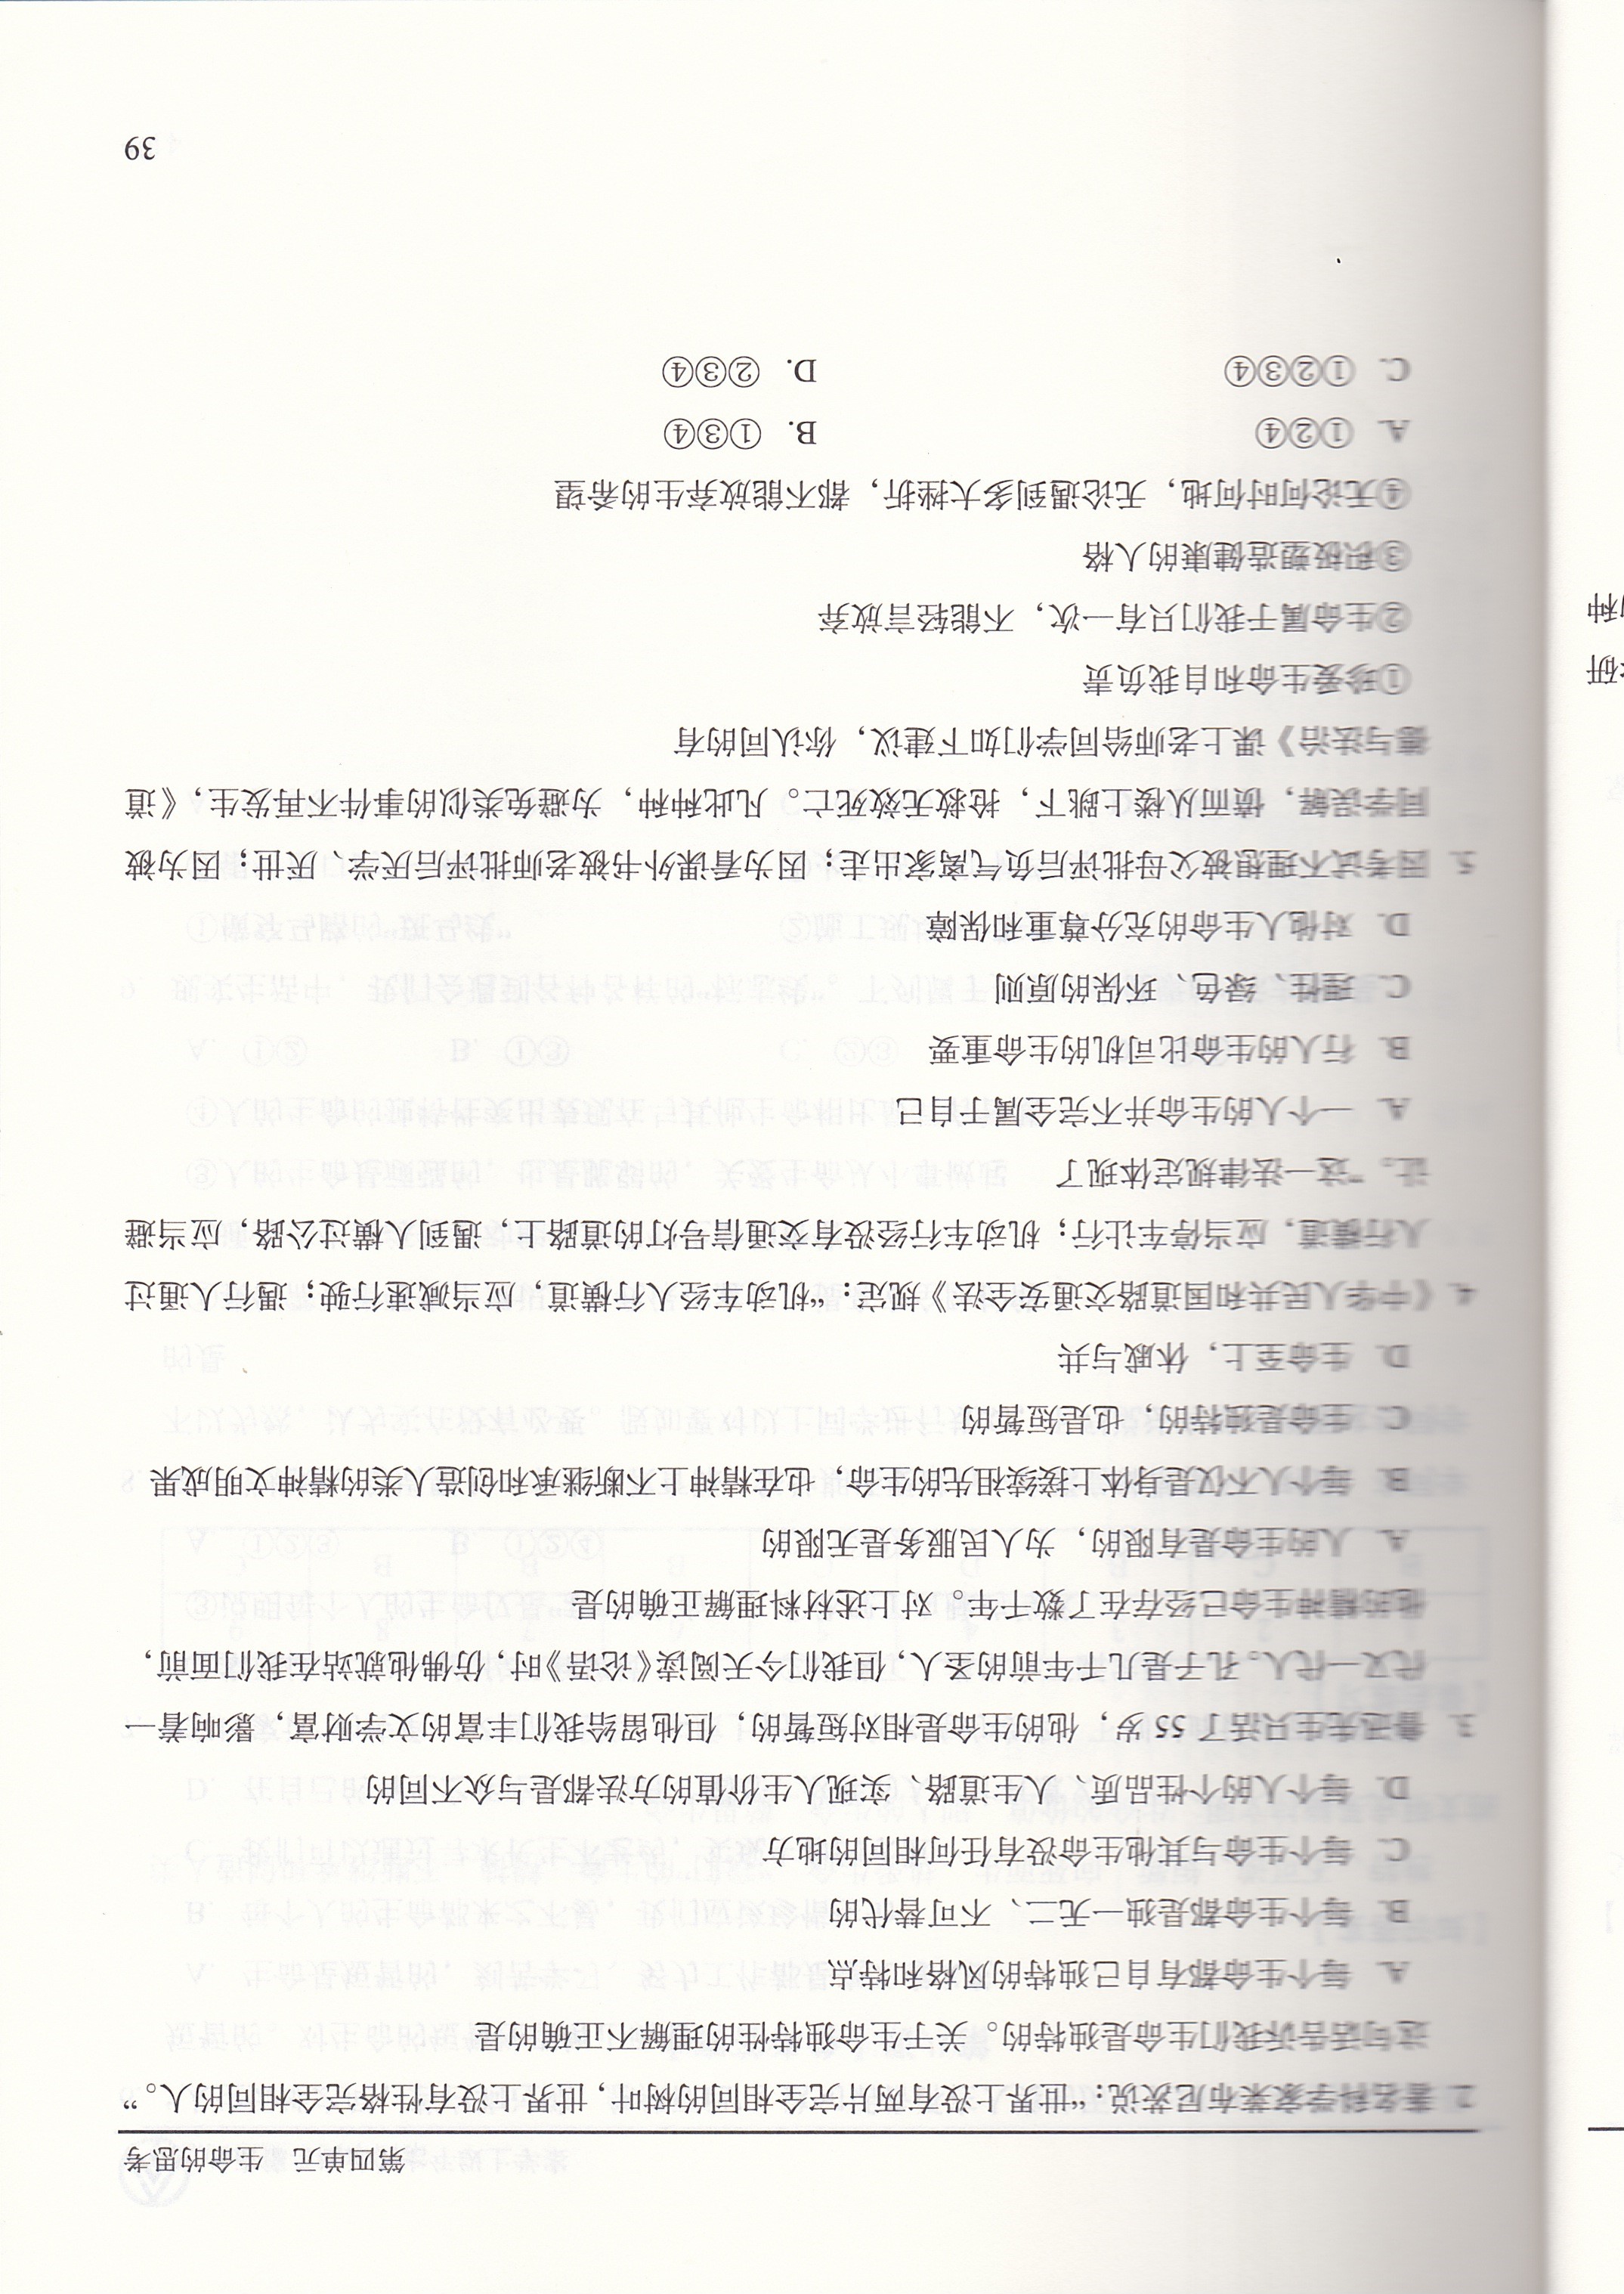 第四单元 生命的思考
2. 著名科学家莱布尼茨说：“世界上没有两片完全相同的树叶，世界上没有性格完全相同的人。”
这句话告诉我们生命是独特的。关于生命独特性的理解不正确的是
A. 每个生命都有自己独特的风格和特点
B. 每个生命都是独一无二、不可替代的
C. 每个生命与其他生命没有任何相同的地方
D. 每个人的个性品质、人生道路、实现人生价值的方法都是与众不同的
3. 鲁迅先生只活了 55 岁，他的生命是相对短暂的，但他留给我们丰富的文学财富，影响着一
代又一代人。孔子是几千年前的圣人，但我们今天阅读《论语》时，仿佛他就站在我们面前，
他的精神生命已经存在了数千年。对上述材料理解正确的是
A. 人的生命是有限的，为人民服务是无限的
B. 每个人不仅是身体上接续祖先的生命，也在精神上不断继承和创造人类的精神文明成果
C. 生命是独特的，也是短暂的
D. 生命至上，休戚与共
4. 《中华人民共和国道路交通安全法》规定：“机动车经人行横道，应当减速行驶；遇行人通过
人行横道，应当停车让行；机动车行经没有交通信号灯的道路上，遇到人横过公路，应当避
让。”这一法律规定体现了
A. 一个人的生命并不完全属于自己
B. 行人的生命比司机的生命重要
C. 理性、绿色、环保的原则
D. 对他人生命的充分尊重和保障
5. 因考试不理想被父母批评后负气离家出走；因为看课外书被老师批评后厌学、厌世；因为被
同学误解，愤而从楼上跳下，抢救无效死亡。凡此种种，为避免类似的事件不再发生，《道
德与法治》课上老师给同学们如下建议，你认同的有
①珍爱生命和自我负责
②生命属于我们只有一次，不能轻言放弃
③积极塑造健康的人格
④无论何时何地，无论遇到多大挫折，都不能放弃生的希望
A. ①②④ B. ①③④
C. ①②③④ D. ②③④
39